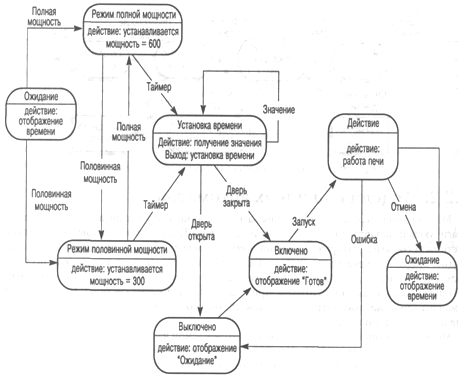 Полная
мощность
Режим полной мощности
действие: устанавливается
мощность = 600
Таймер
Значение
Ожидание
действие:
отображение
времени
Полная
мощность
Установка времени
Действие: получение значения
Выход: установка времени
Действие
действие:
работа печи
Половинная
мощность
Половинная
мощность
Таймер
Дверь
закрыта
Дверь
открыта
Запуск
Отмена
Ошибка
Режим половинной мощности
действие: устанавливается
мощность = 300
Включено
действие:
отображение "Готов"
Ожидание
действие:
отображение
времени
Выключено
действие: отображение
"Ожидание"